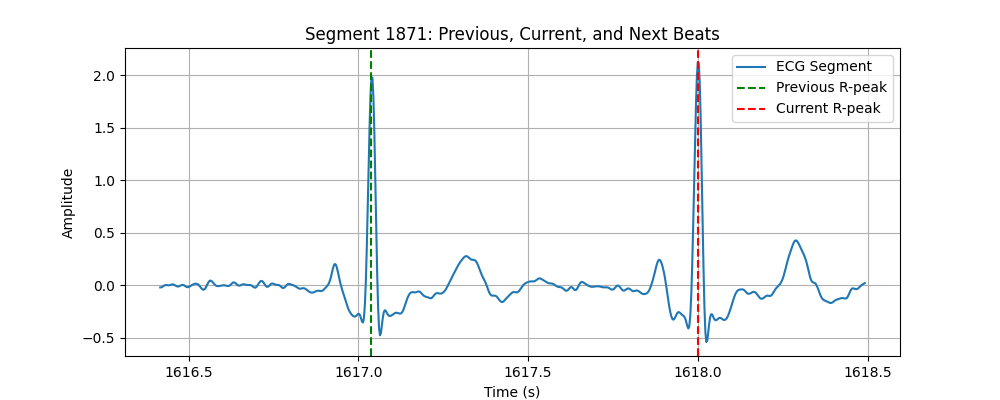 Segment 1871: Previous, Current, and Next Beats
ECG Segment
Previous R-peak
Current R-peak
Amplitude
2.0
1.5
1.0
0.5
0.0
−0.5
1616.5 1617.0 1617.5 1618.0 1618.5
Time (s)